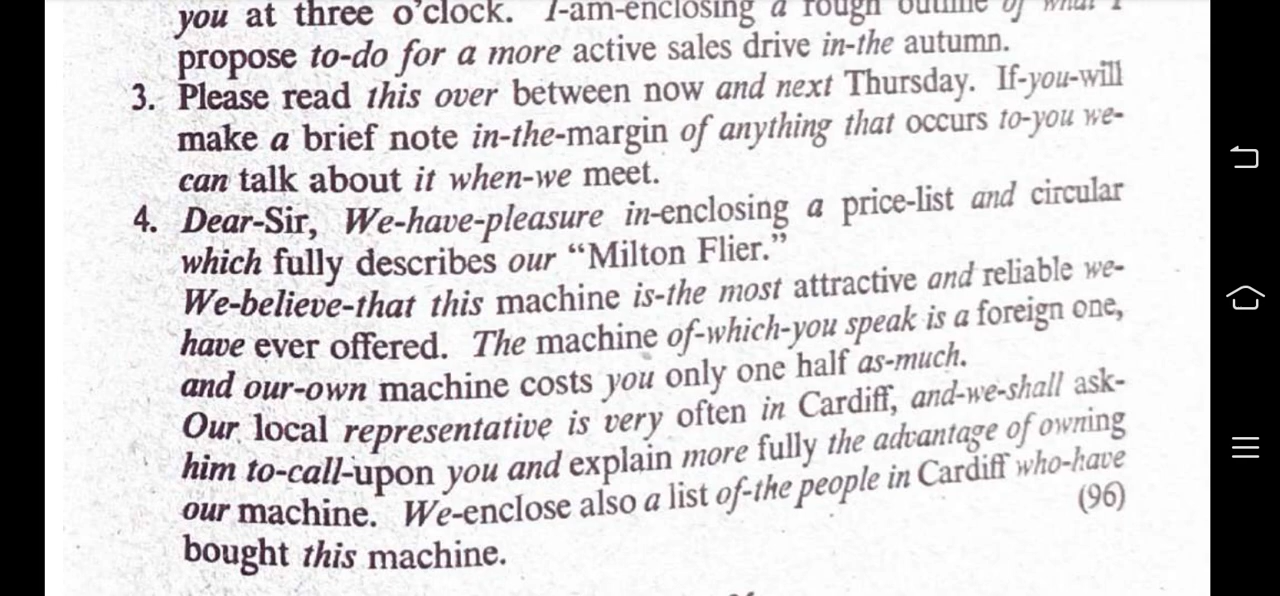 you at three o'clock. I-am-enclosing a rough outline of what I
propose to-do for a more active sales drive in-the autumn.
3. Please read this over between now and next Thursday. If-you-will
make a brief note in-the-margin of anything that occurs to-you we-
can talk about it when-we meet.
4. Dear-Sir, We-have-pleasure in-enclosing a price-list and circular
which fully describes our “Milton Flier.”
We-believe-that this machine is-the most attractive and reliable we-
have ever offered. The machine of-which-you speak is a foreign one,
and our-own machine costs you only one half as-much.
Our local representative is very often in Cardiff, and-we-shall ask-
him to-call-upon you and explain more fully the advantage of owning
our machine. We-enclose also a list of-the people in Cardiff who-have
bought this machine. (96)